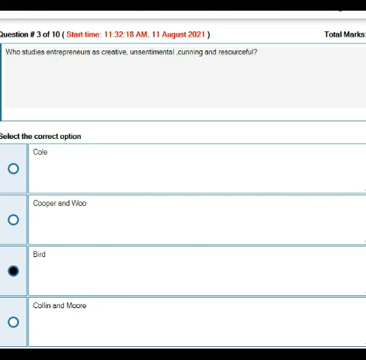 Question # 3 of 10 ( Start time: 11:32:18 AM, 11 August 2021 ) Total Marks:
Who studies entrepreneurs as creative, unsentimental ,cunning and resourceful?
Select the correct option
Cole
Cooper and Woo
Bird
Collin and Moore